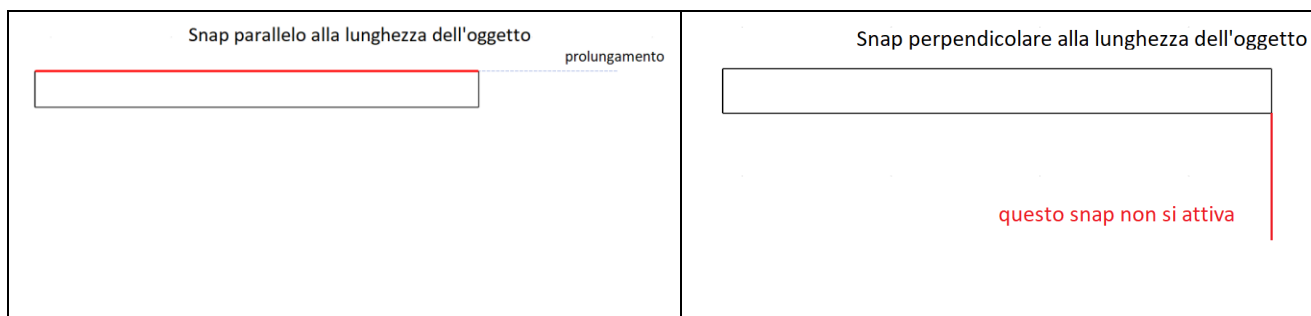 Snap parallelo alla lunghezza dell'oggetto
prolungamento
Snap perpendicolare alla lunghezza dell'oggetto
questo snap non si attiva